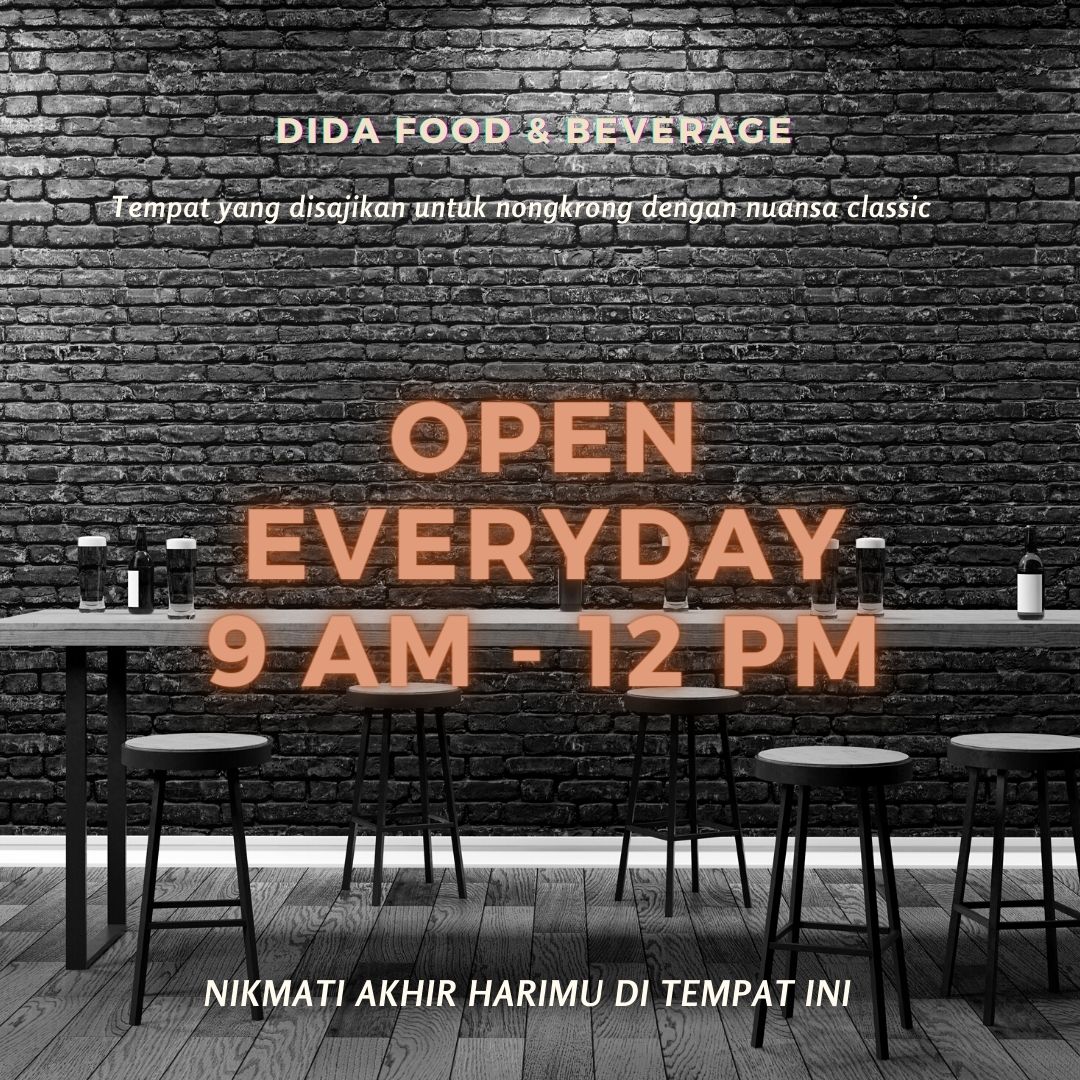 DIDA FOOD & BEVERAGE
Tempat yang disajikan untuk nongkrong dengan nuansa classic
OPEN
EVERYDAY
9 AM - 12 PM
NIKMATI AKHIR HARIMU DI TEMPAT INI